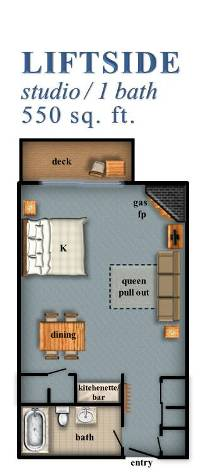 LIFTSIDE
studio / 1 bath
550 sq. ft.
deck
gas
fp
K
queen
pull out
dining
kitchenette/
bar
bath
entry